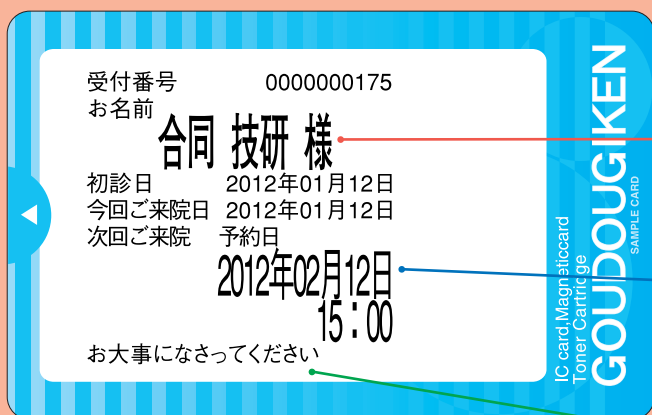 受付番号 0000000175
お名前
合同 技研 様
初診日 2012年01月12日
今回ご来院日 2012年01月12日
次回ご来院 予約日
2012年02月12日
15:00
お大事になさってください
IC card,Magneticcard
Toner Cartridge
GOUDOUGIKEN
SAMPLE CARD